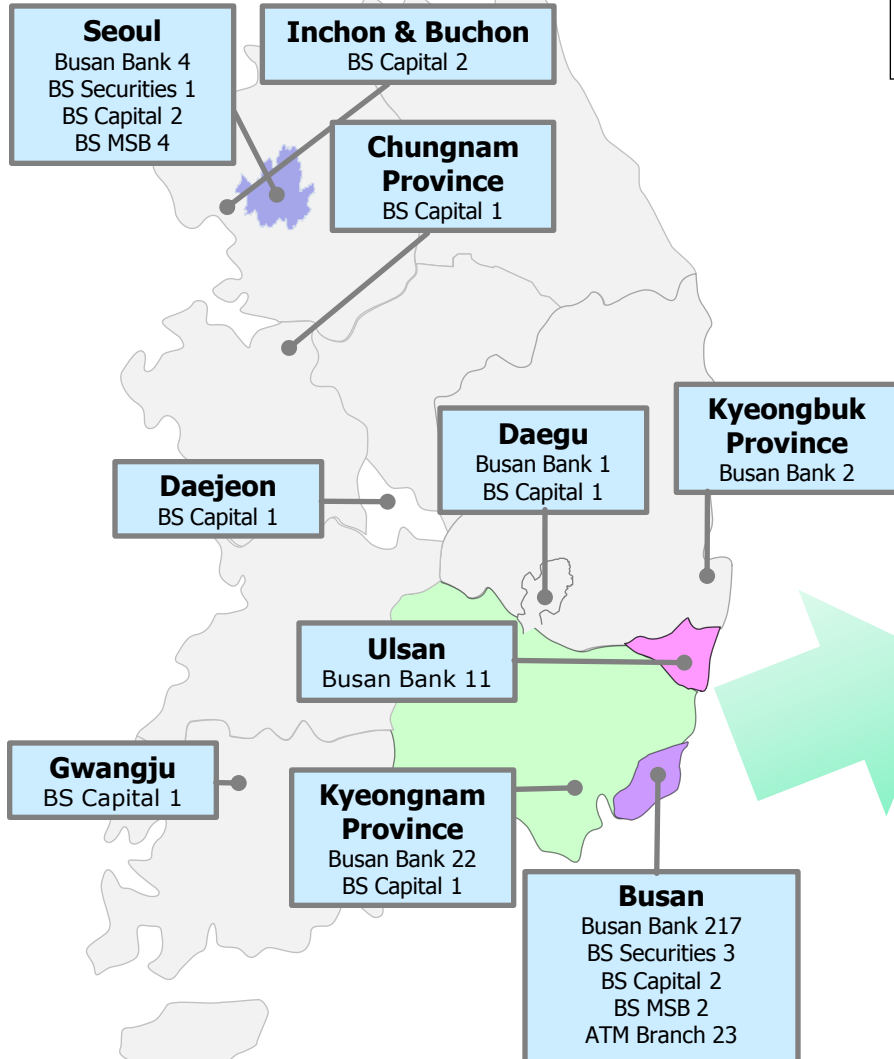 Seoul
Busan Bank 4
BS Securities 1
BS Capital 2
BS MSB 4
Inchon & Buchon
BS Capital 2
Chungnam
Province
BS Capital 1
Kyeongbuk
Province
Busan Bank 2
Daegu
Busan Bank 1
BS Capital 1
Daejeon
BS Capital 1
Ulsan
Busan Bank 11
Gwangju
BS Capital 1
Kyeongnam
Province
Busan Bank 22
BS Capital 1
Busan
Busan Bank 217
BS Securities 3
BS Capital 2
BS MSB 2
ATM Branch 23